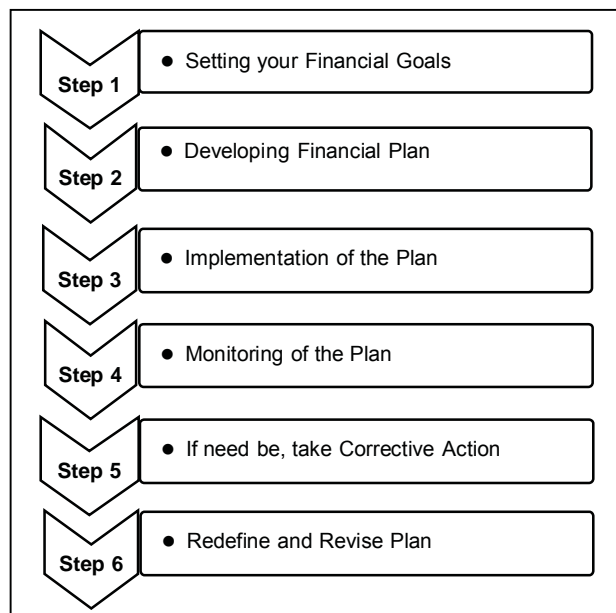 Step 1
● Setting your Financial Goals
Step 2
● Developing Financial Plan
Step 3
● Implementation of the Plan
Step 4
● Monitoring of the Plan
Step 5
● If need be, take Corrective Action
Step 6
● Redefine and Revise Plan